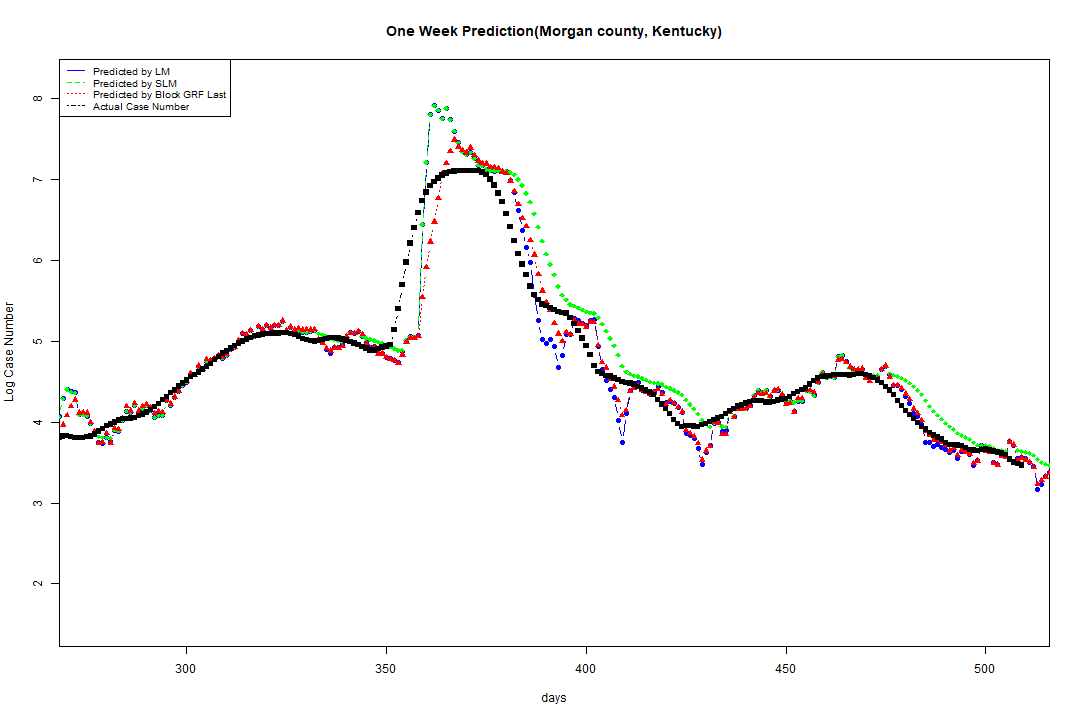 One Week Prediction(Morgan county, Kentucky)
Predicted by LM
Predicted by SLM
Predicted by Block GRF Last
Actual Case Number
8
7
6
5
4
3
2
Log Case Number
300 350 400 450 500
days